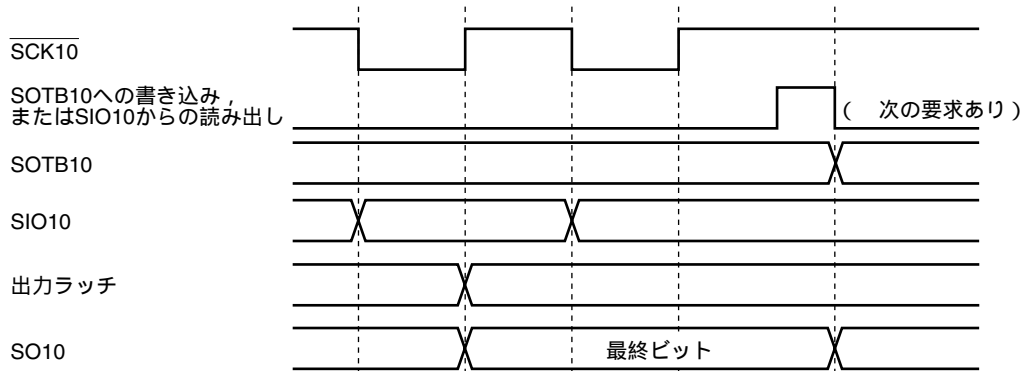 SCK10
SOTB10への書き込み，
またはSIO10からの読み出し
( 次の要求あり )
SOTB10
SIO10
出力ラッチ
SO10
最終ビット